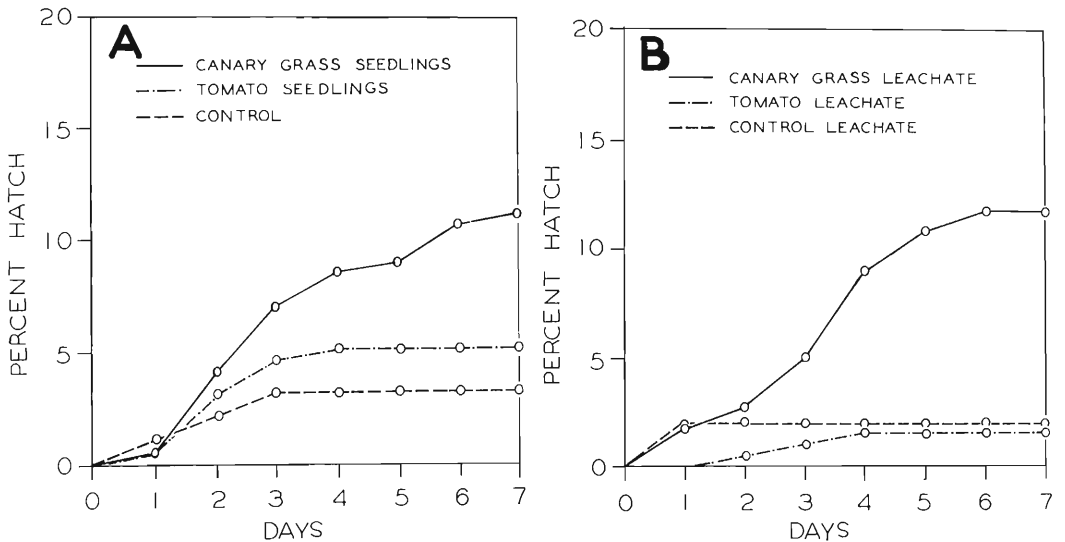 A
CANARY GRASS SEEDLINGS
TOMATO SEEDLINGS
CONTROL
PERCENT HATCH
20
15
10
5
0
0 1 2 3 4 5 6 7
DAYS
B
CANARY GRASS LEACHATE
TOMATO LEACHATE
CONTROL LEACHATE
PERCENT HATCH
20
15
10
5
0
0 1 2 3 4 5 6 7
DAYS